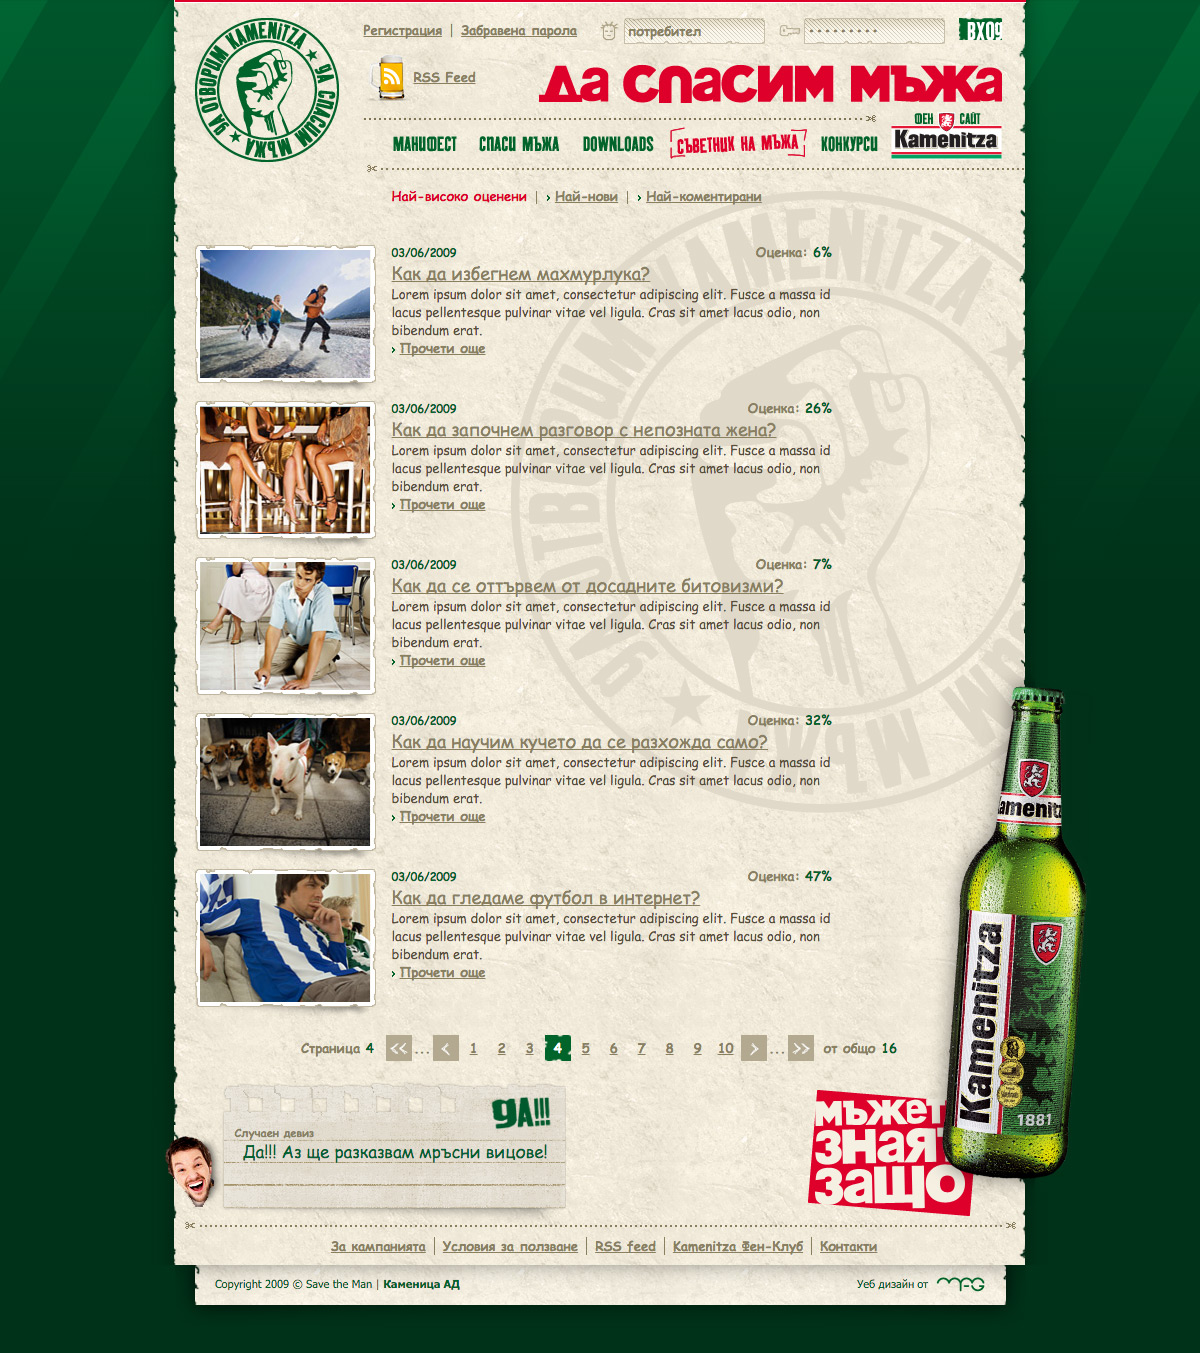 Регистрация | Забравена парола
потребител
ВХОД
RSS Feed
да спасим мъжа
ДА ОТВОРИМ KAMENITZA ★ ДА СПАСИМ МЪЖА ★
ФЕН САЙТ
Kamenitza
МАНИФЕСТ СПАСИ МЪЖА DOWNLOADS СЪВЕТНИК НА МЪЖА КОНКУРСИ
Най-високо оценени | Най-нови | Най-коментирани
03/06/2009 Оценка: 6%
Как да избегнем махмурлука?
Lorem ipsum dolor sit amet, consectetur adipiscing elit. Fusce a massa id
lacus pellentesque pulvinar vitae vel ligula. Cras sit amet lacus odio, non
bibendum erat.
Прочети още
03/06/2009 Оценка: 26%
Как да започнем разговор с непозната жена?
Lorem ipsum dolor sit amet, consectetur adipiscing elit. Fusce a massa id
lacus pellentesque pulvinar vitae vel ligula. Cras sit amet lacus odio, non
bibendum erat.
Прочети още
03/06/2009 Оценка: 7%
Как да се оттървем от досадните битовизми?
Lorem ipsum dolor sit amet, consectetur adipiscing elit. Fusce a massa id
lacus pellentesque pulvinar vitae vel ligula. Cras sit amet lacus odio, non
bibendum erat.
Прочети още
03/06/2009 Оценка: 32%
Как да научим кучето да се разхожда само?
Lorem ipsum dolor sit amet, consectetur adipiscing elit. Fusce a massa id
lacus pellentesque pulvinar vitae vel ligula. Cras sit amet lacus odio, non
bibendum erat.
Прочети още
Kamenitza
03/06/2009 Оценка: 47%
Как да гледаме футбол в интернет?
Lorem ipsum dolor sit amet, consectetur adipiscing elit. Fusce a massa id
lacus pellentesque pulvinar vitae vel ligula. Cras sit amet lacus odio, non
bibendum erat.
Прочети още
Kamenitza
1881
Страница 4 << ... < 1 2 3 4 5 6 7 8 9 10 > ... >> от общо 16
ДА!!!
Случаен девиз
Да!!! Аз ще разказвам мръсни вицове!
мъжет
знаят
защо
За кампанията | Условия за ползване | RSS feed | Kamenitza Фен-Клуб | Контакти
Copyright 2009 © Save the Man | Каменица АД
Уеб дизайн от MFG